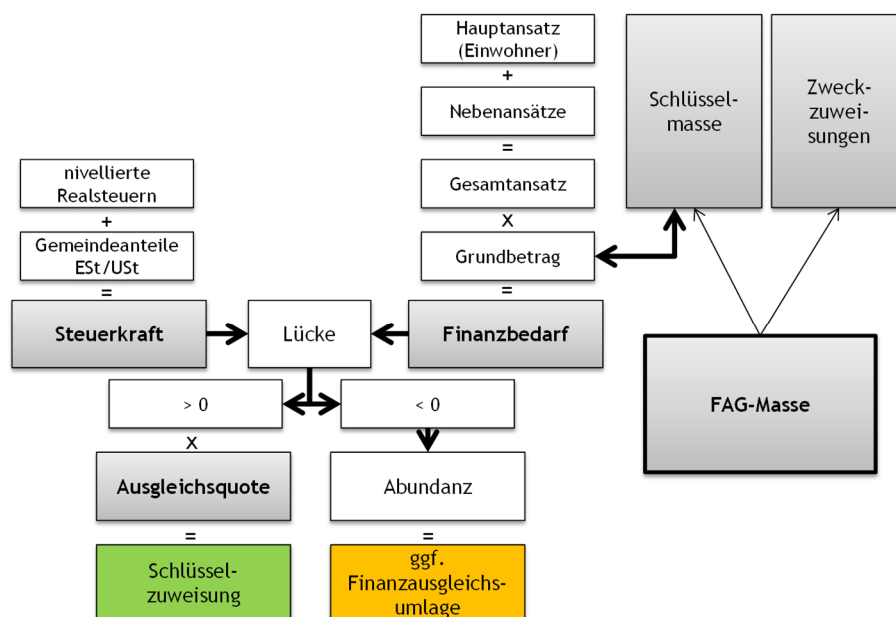 Hauptansatz
(Einwohner)
+
Nebenansätze
=
Gesamtansatz
x
Grundbetrag
=
Finanzbedarf
Schlüssel-
masse
Zweck-
zuwei-
sungen
FAG-Masse
nivellierte
Realsteuern
+
Gemeindeanteile
ESt/USt
=
Steuerkraft
Lücke
> 0
x
Ausgleichsquote
=
Schlüssel-
zuweisung
< 0
Abundanz
=
ggf.
Finanzausgleichs-
umlage